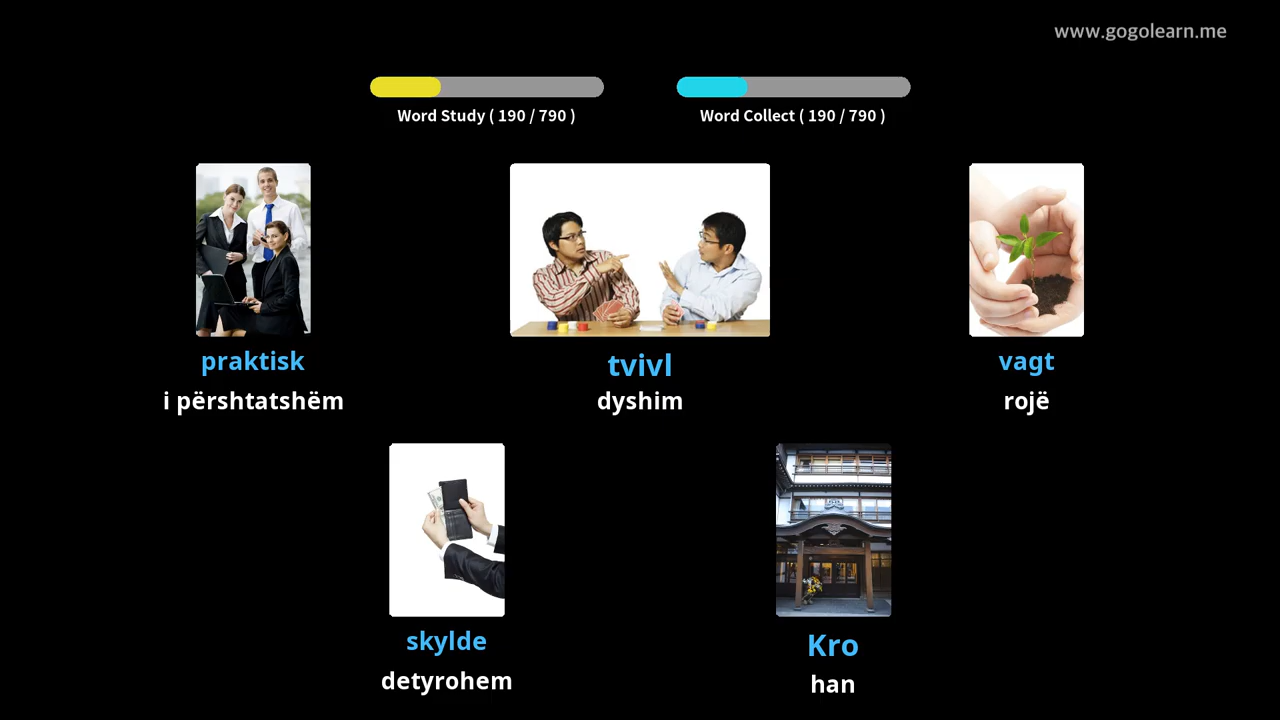 www.gogolearn.me
Word Study ( 190 / 790 )
Word Collect ( 190 / 790 )
praktisk
i përshtatshëm
tvivl
dyshim
vagt
rojë
skylde
detyrohem
Kro
han